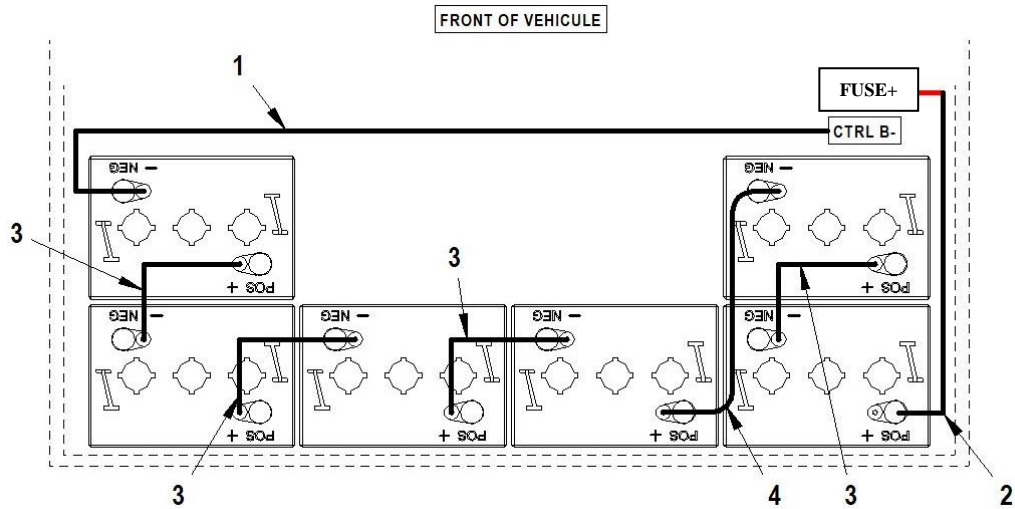 FRONT OF VEHICULE
1
FUSE+
CTRL B-
NEG −
NEG −
3
3
3
+ POS
+ POS
NEG −
NEG −
NEG −
NEG −
+ POS
+ POS
+ POS
+ POS
3
4
3
2